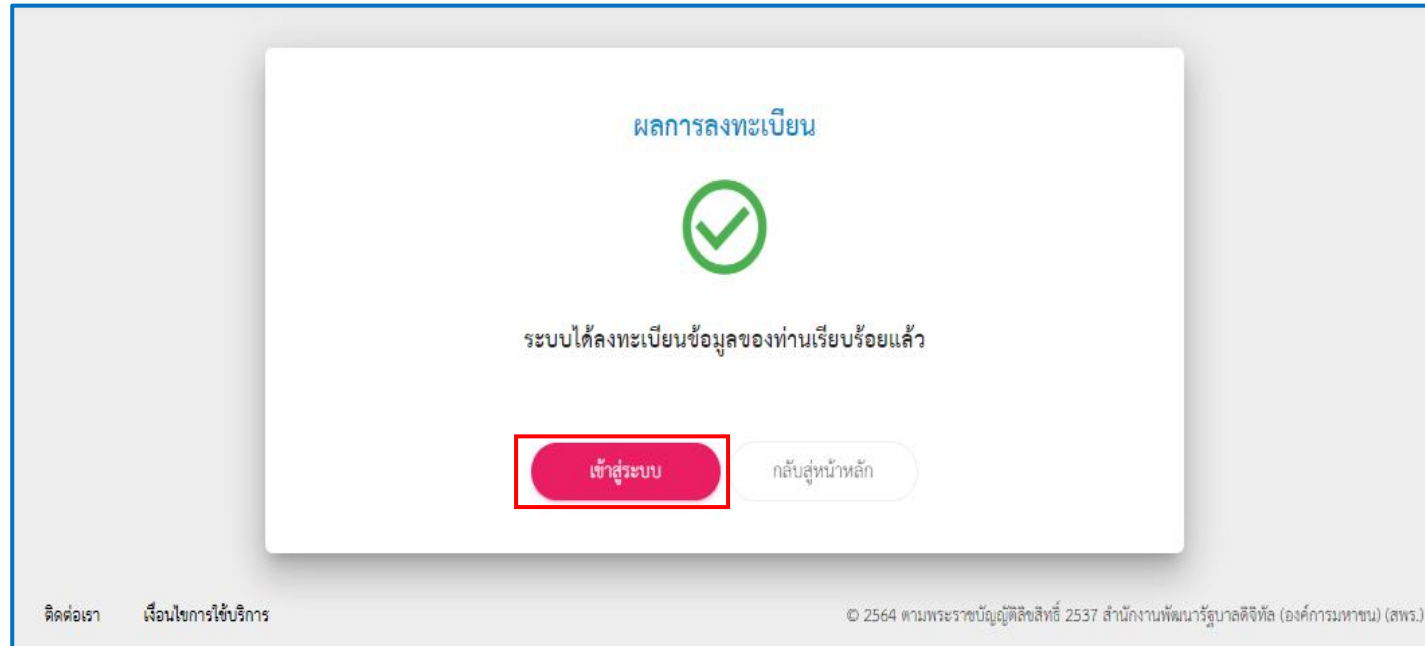 ผลการลงทะเบียน
ระบบได้ลงทะเบียนข้อมูลของท่านเรียบร้อยแล้ว
เข้าสู่ระบบ กลับสู่หน้าหลัก
ติดต่อเรา เงื่อนไขการใช้บริการ © 2564 ตามพระราชบัญญัติลิขสิทธิ์ 2537 สำนักงานพัฒนารัฐบาลดิจิทัล (องค์การมหาชน) (สพร.)